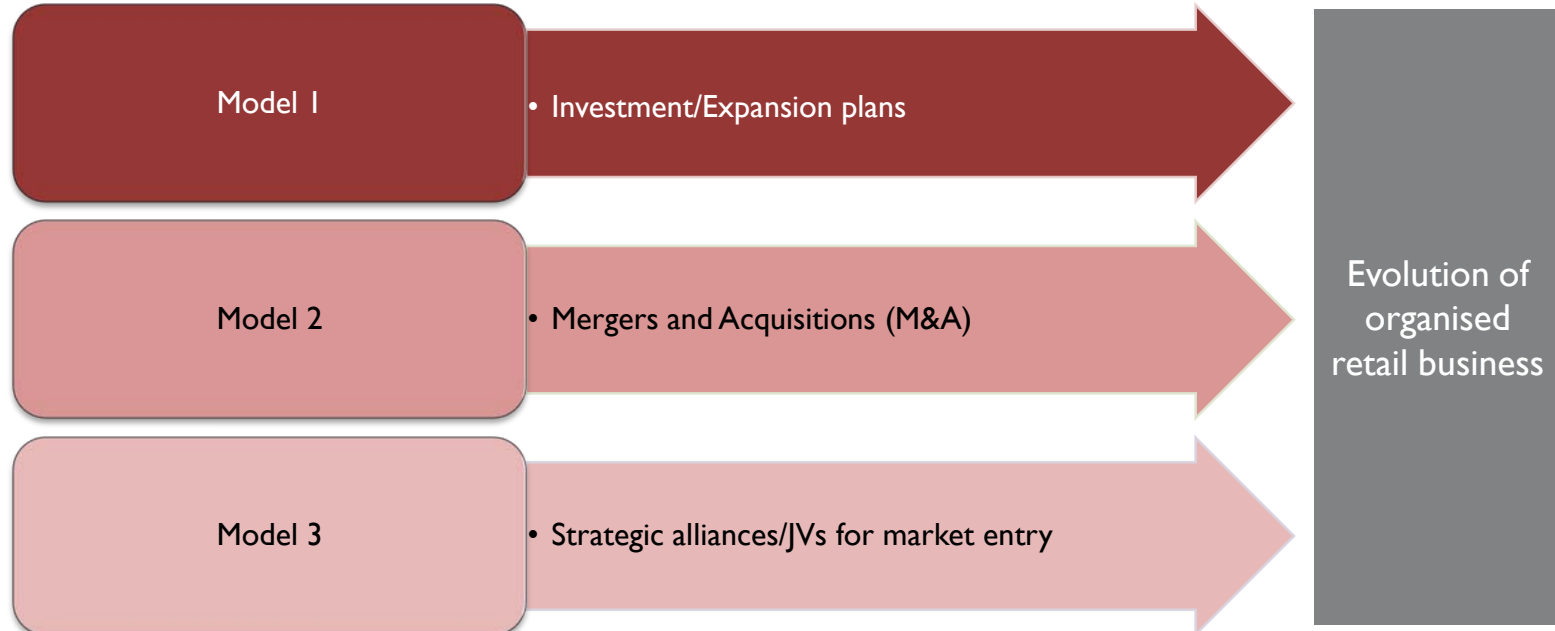 Model 1
• Investment/Expansion plans
Model 2
• Mergers and Acquisitions (M&A)
Model 3
• Strategic alliances/JVs for market entry
Evolution of
organised
retail business